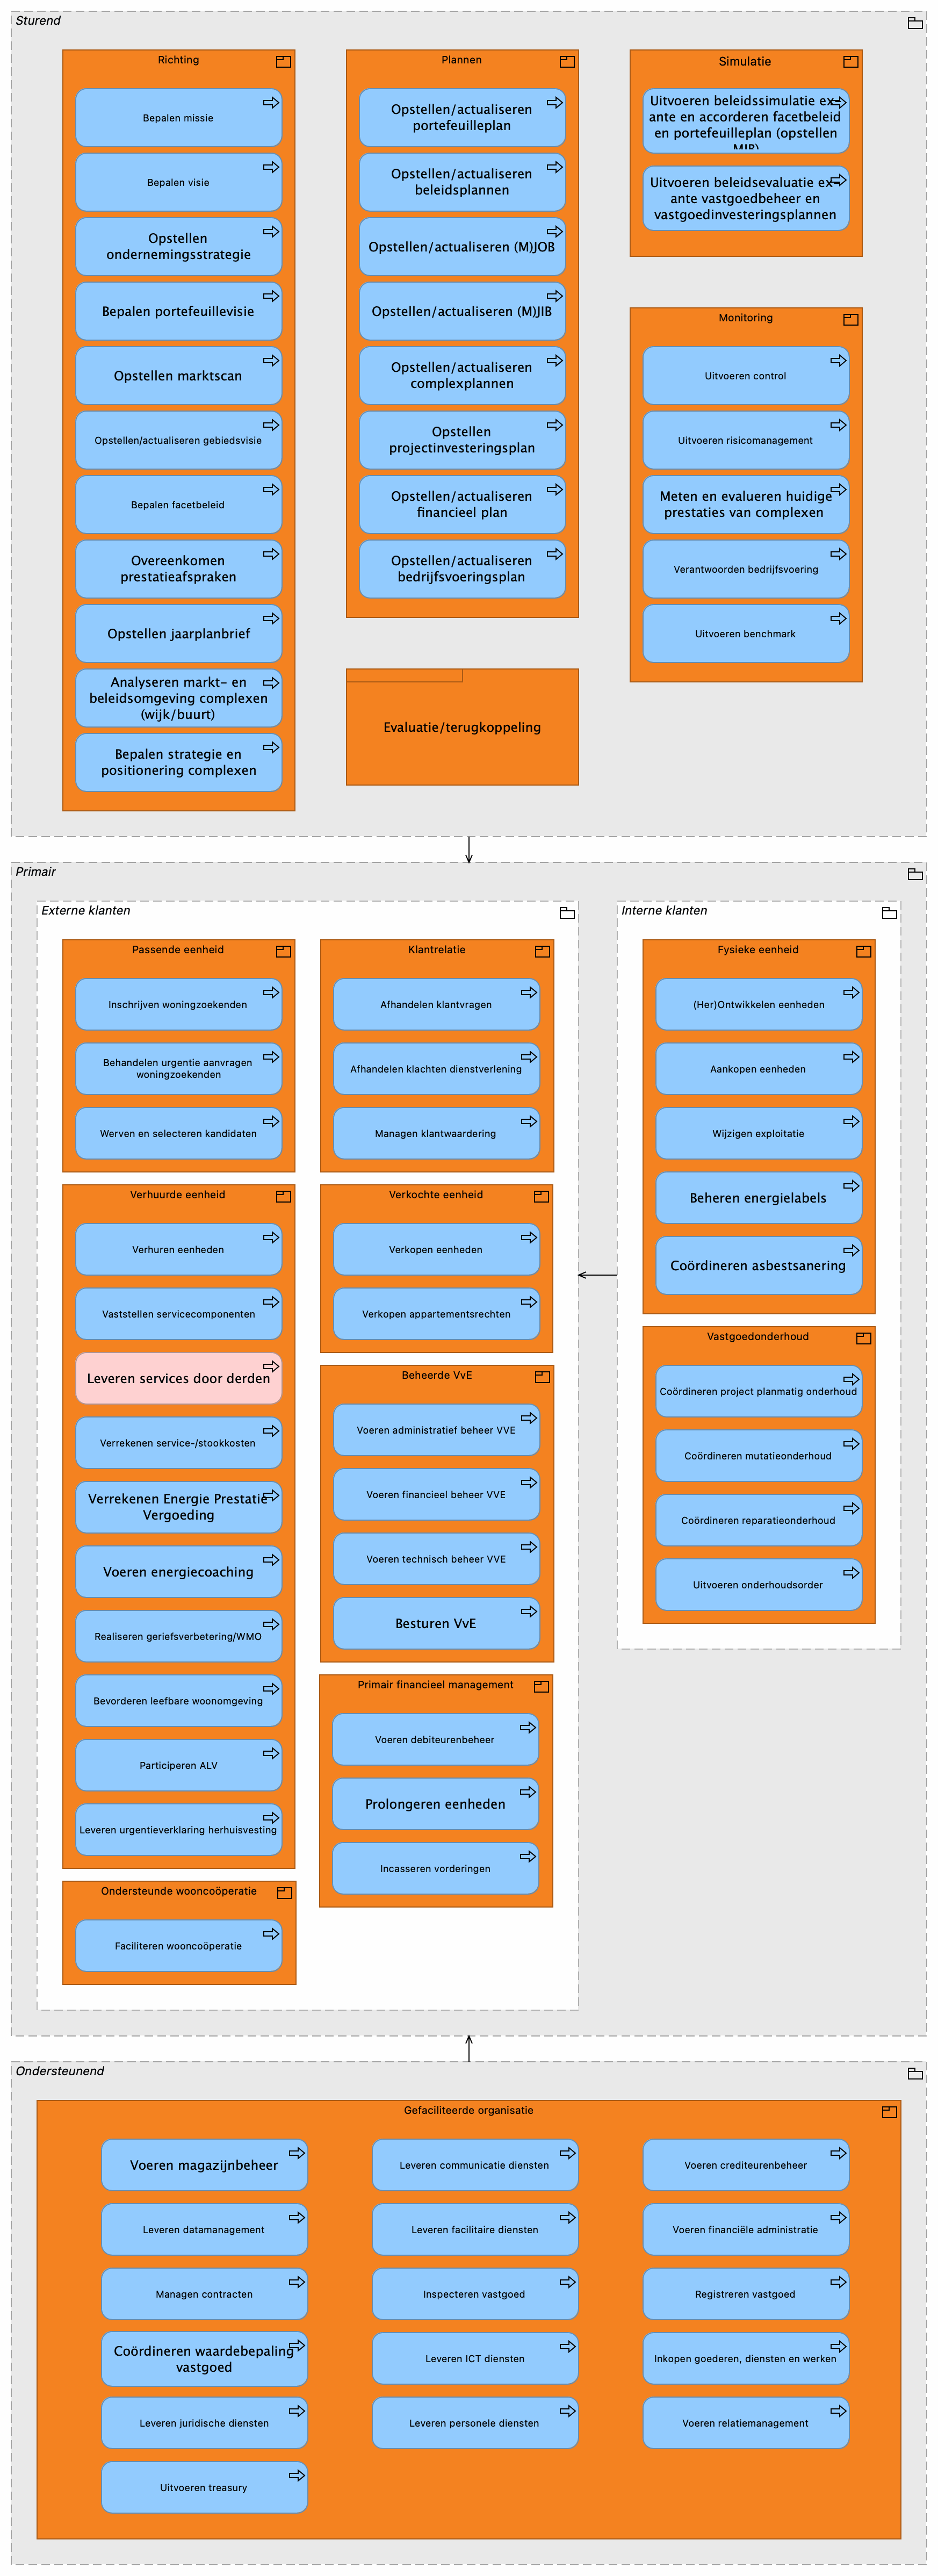 Sturend
Richting
Bepalen missie
Bepalen visie
Opstellen
ondernemingsstrategie
Bepalen portefeuillevisie
Opstellen marktscan
Opstellen/actualiseren gebiedsvisie
Bepalen facetbeleid
Overeenkomen
prestatieafspraken
Opstellen jaarplanbrief
Analyseren markt- en
beleidsomgeving complexen
(wijk/buurt)
Bepalen strategie en
positionering complexen
Plannen
Opstellen/actualiseren
portefeuilleplan
Opstellen/actualiseren
beleidsplannen
Opstellen/actualiseren (M)JOB
Opstellen/actualiseren (M)JIB
Opstellen/actualiseren
complexplannen
Opstellen
projectinvesteringsplan
Opstellen/actualiseren
financieel plan
Opstellen/actualiseren
bedrijfsvoeringsplan
Evaluatie/terugkoppeling
Simulatie
Uitvoeren beleidssimulatie ex-
ante en accorderen facetbeleid
en portefeuilleplan (opstellen
Uitvoeren beleidsevaluatie ex-
ante vastgoedbeheer en
vastgoedinvesteringsplannen
Monitoring
Uitvoeren control
Uitvoeren risicomanagement
Meten en evalueren huidige
prestaties van complexen
Verantwoorden bedrijfsvoering
Uitvoeren benchmark
Primair
Externe klanten
Passende eenheid
Inschrijven woningzoekenden
Behandelen urgentie aanvragen
woningzoekenden
Werven en selecteren kandidaten
Verhuurde eenheid
Verhuren eenheden
Vaststellen servicecomponenten
Leveren services door derden
Verrekenen service-/stookkosten
Verrekenen Energie Prestatie
Vergoeding
Voeren energiecoaching
Realiseren geriefsverbetering/WMO
Bevorderen leefbare woonomgeving
Participeren ALV
Leveren urgentieverklaring herhuisvesting
Ondersteunde wooncoöperatie
Faciliteren wooncoöperatie
Klantrelatie
Afhandelen klantvragen
Afhandelen klachten dienstverlening
Managen klantwaardering
Verkochte eenheid
Verkopen eenheden
Verkopen appartementsrechten
Beheerde VvE
Voeren administratief beheer VVE
Voeren financieel beheer VVE
Voeren technisch beheer VVE
Besturen VvE
Primair financieel management
Voeren debiteurenbeheer
Prolongeren eenheden
Incasseren vorderingen
Interne klanten
Fysieke eenheid
(Her)Ontwikkelen eenheden
Aankopen eenheden
Wijzigen exploitatie
Beheren energielabels
Coördineren asbestsanering
Vastgoedonderhoud
Coördineren project planmatig onderhoud
Coördineren mutatieonderhoud
Coördineren reparatieonderhoud
Uitvoeren onderhoudsorder
Ondersteunend
Gefaciliteerde organisatie
Voeren magazijnbeheer
Leveren datamanagement
Managen contracten
Coördineren waardebepaling
vastgoed
Leveren juridische diensten
Uitvoeren treasury
Leveren communicatie diensten
Leveren facilitaire diensten
Inspecteren vastgoed
Leveren ICT diensten
Leveren personele diensten
Voeren crediteurenbeheer
Voeren financiële administratie
Registreren vastgoed
Inkopen goederen, diensten en werken
Voeren relatiemanagement